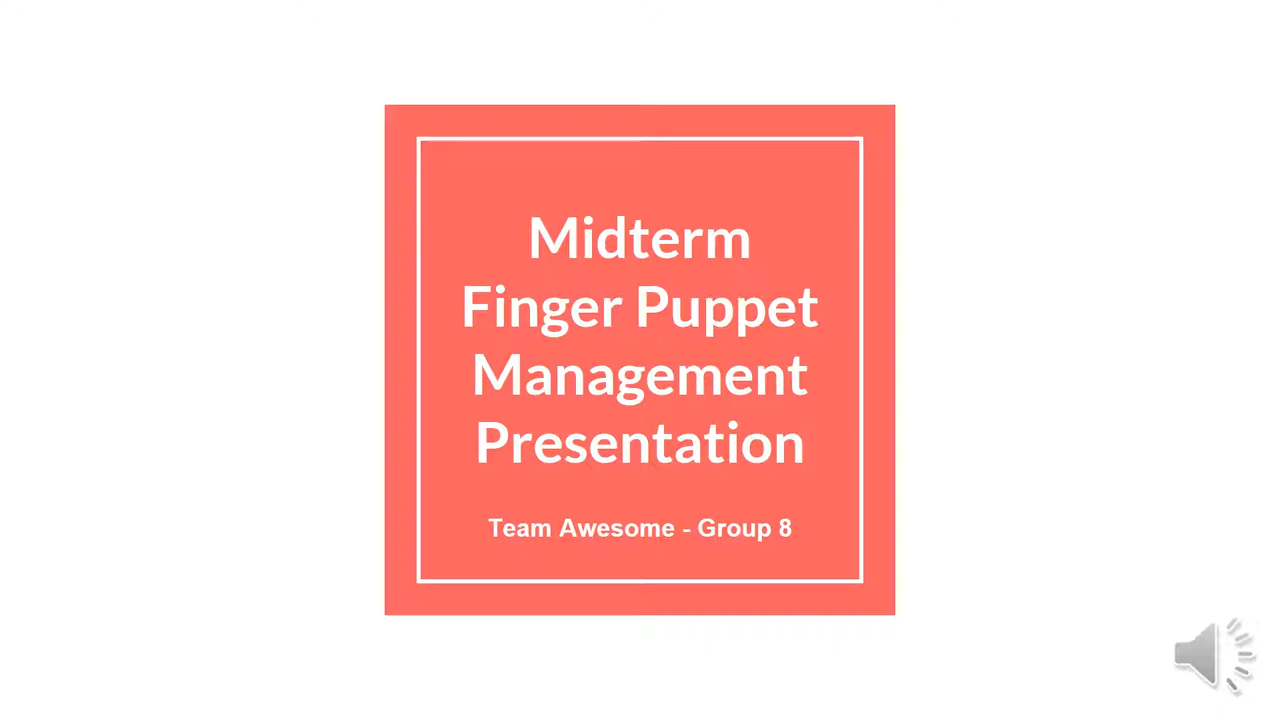 Midterm
Finger Puppet
Management
Presentation
Team Awesome - Group 8